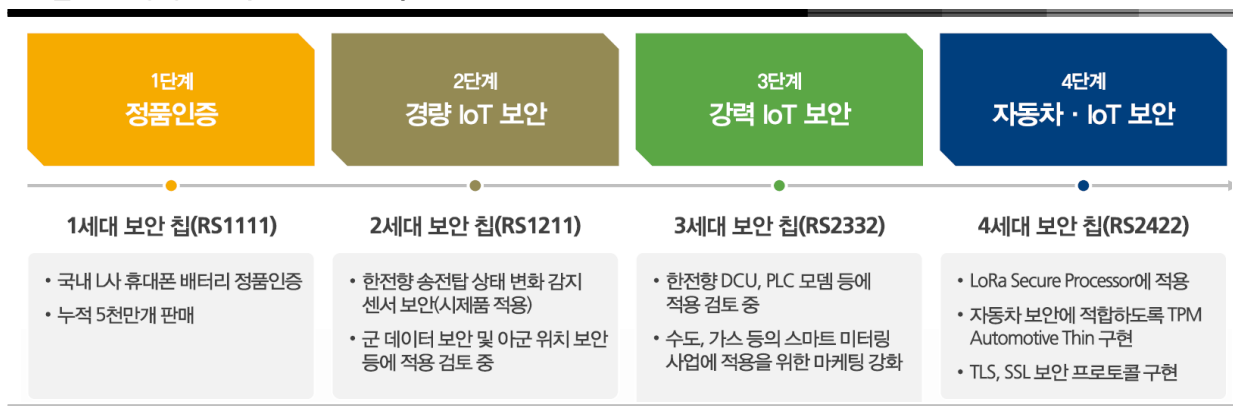 1단계
정품인증
2단계
경량 IoT 보안
3단계
강력 IoT 보안
4단계
자동차 · IoT 보안
1세대 보안 칩(RS1111)
• 국내 L사 휴대폰 배터리 정품인증
• 누적 5천만개 판매
2세대 보안 칩(RS1211)
• 한전향 송전탑 상태 변화 감지
센서 보안(시제품 적용)
• 군 데이터 보안 및 아군 위치 보안
등에 적용 검토 중
3세대 보안 칩(RS2332)
• 한전향 DCU, PLC 모뎀 등에
적용 검토 중
• 수도, 가스 등의 스마트 미터링
사업에 적용을 위한 마케팅 강화
4세대 보안 칩(RS2422)
• LoRa Secure Processor에 적용
• 자동차 보안에 적합하도록 TPM
Automotive Thin 구현
• TLS, SSL 보안 프로토콜 구현